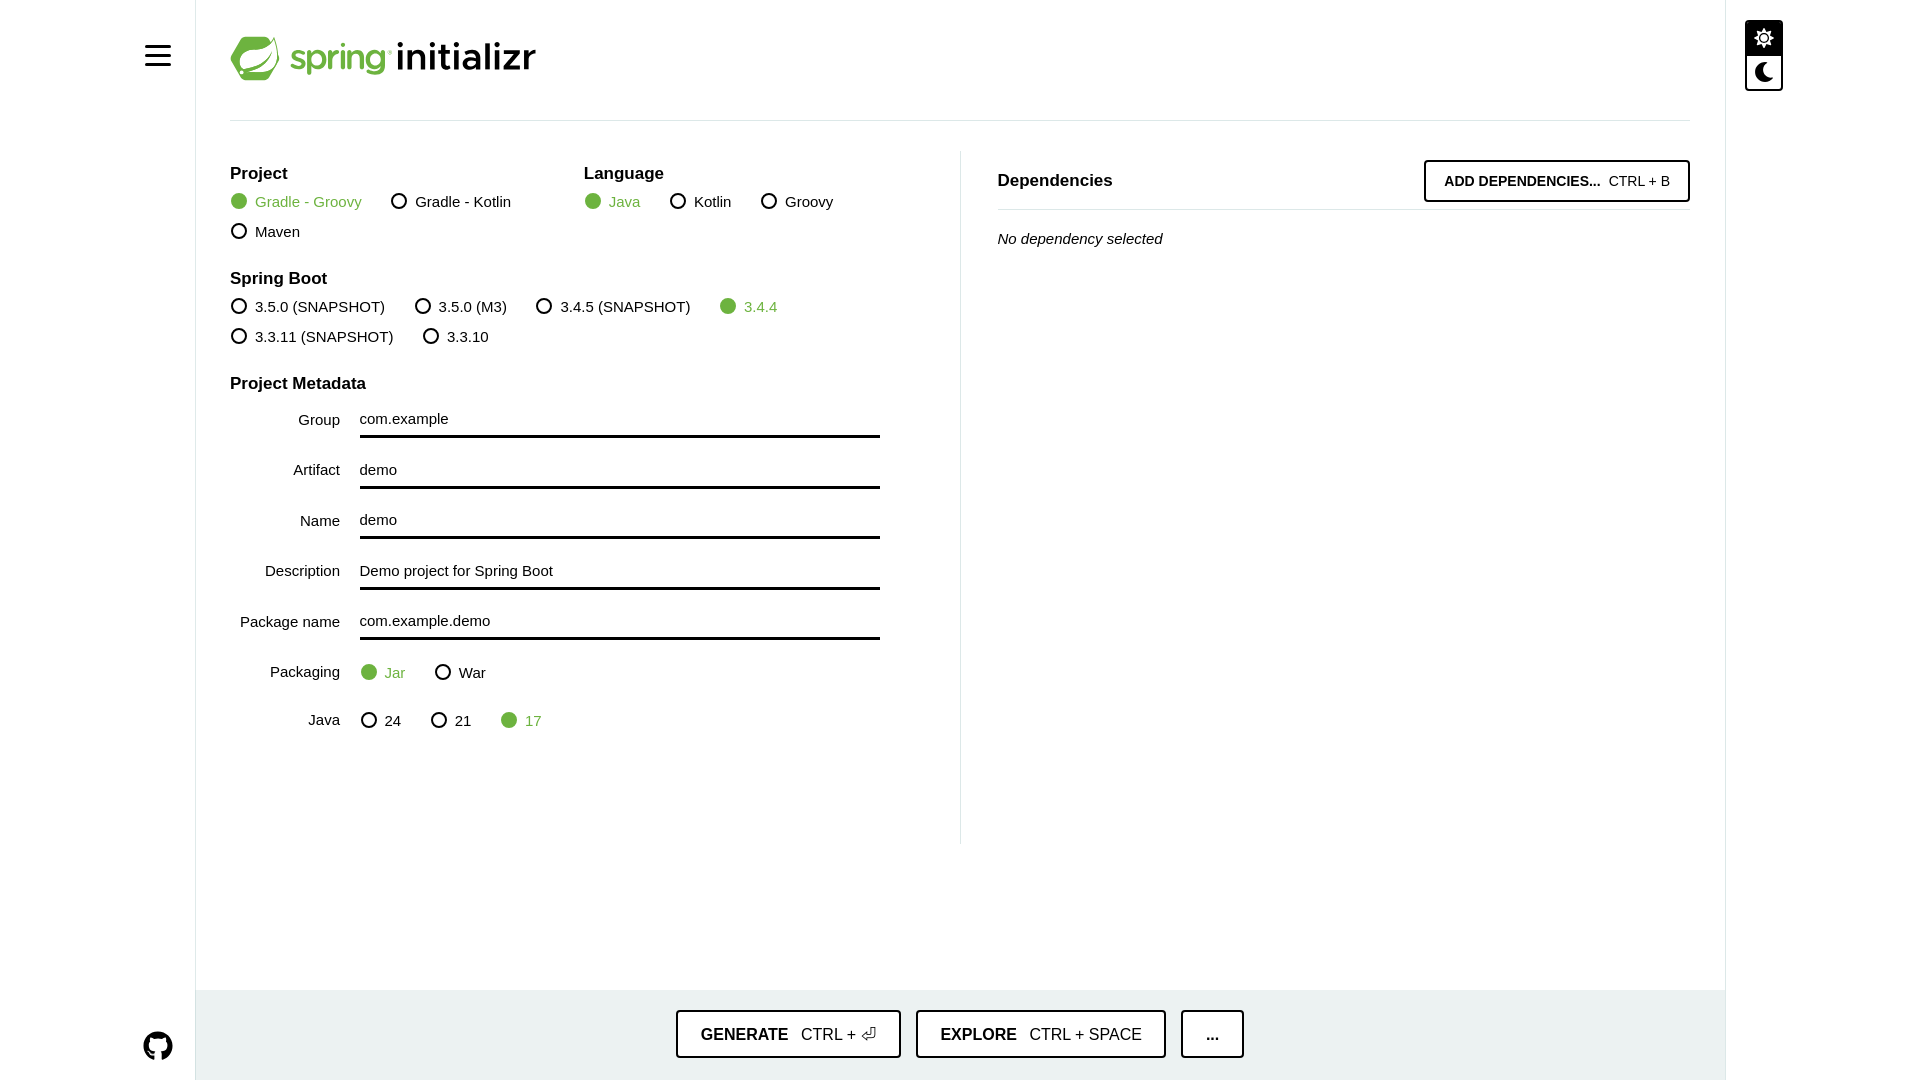 spring initializr
Project
Gradle - Groovy
Gradle - Kotlin
Maven
Language
Java
Kotlin
Groovy
Spring Boot
3.5.0 (SNAPSHOT)
3.5.0 (M3)
3.4.5 (SNAPSHOT)
3.4.4
3.3.11 (SNAPSHOT)
3.3.10
Project Metadata
Group com.example
Artifact demo
Name demo
Description Demo project for Spring Boot
Package name com.example.demo
Packaging Jar War
Java 24 21 17
Dependencies
ADD DEPENDENCIES... CTRL + B
No dependency selected
GENERATE CTRL + ⏎
EXPLORE CTRL + SPACE
...